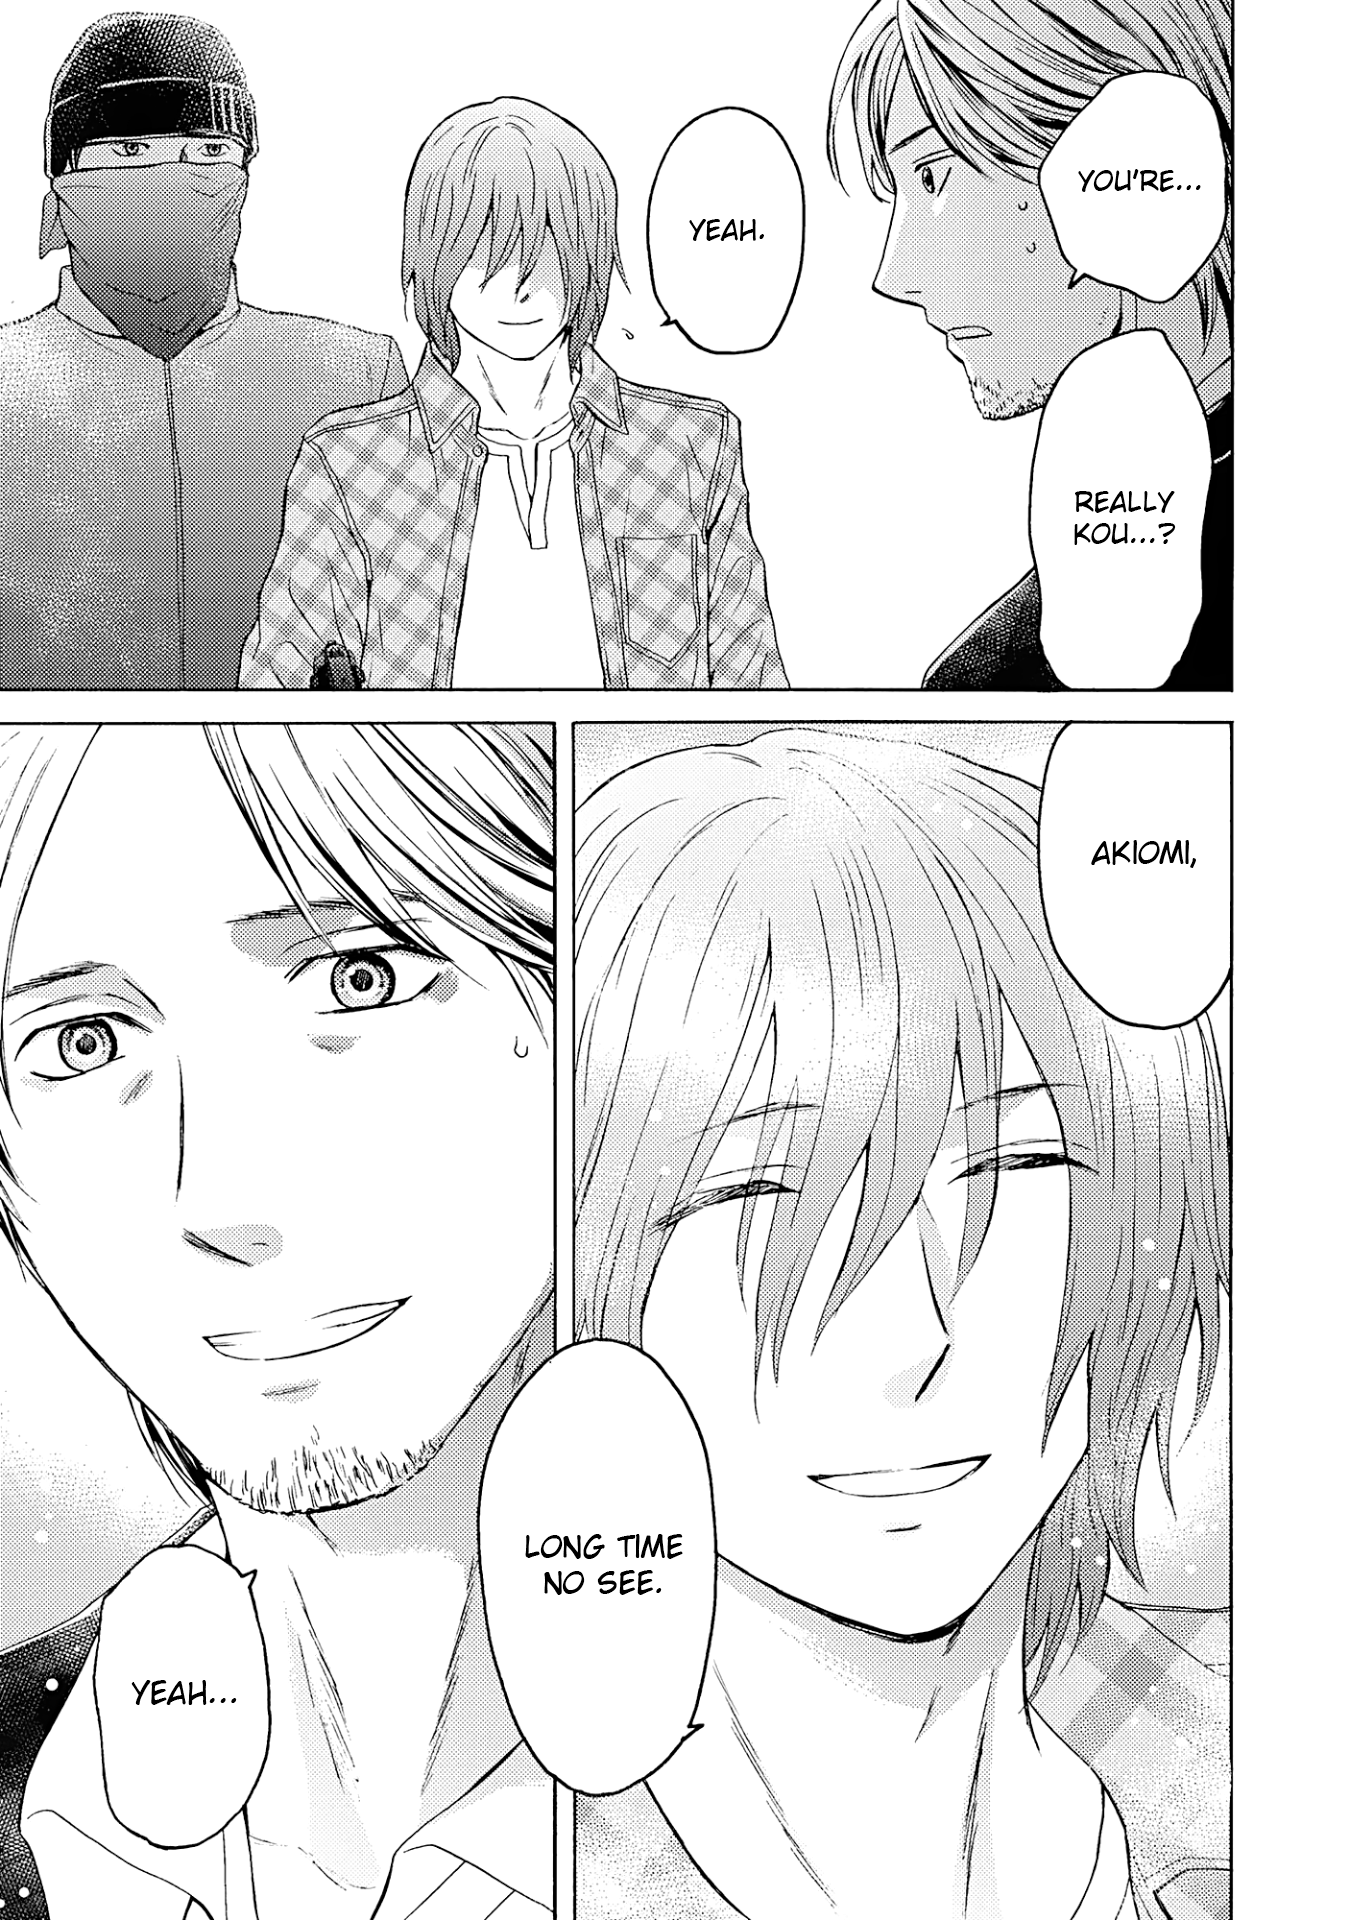 YOU'RE...
REALLY
KOU...?
YEAH.
AKIOMI,
LONG TIME
NO SEE.
YEAH...